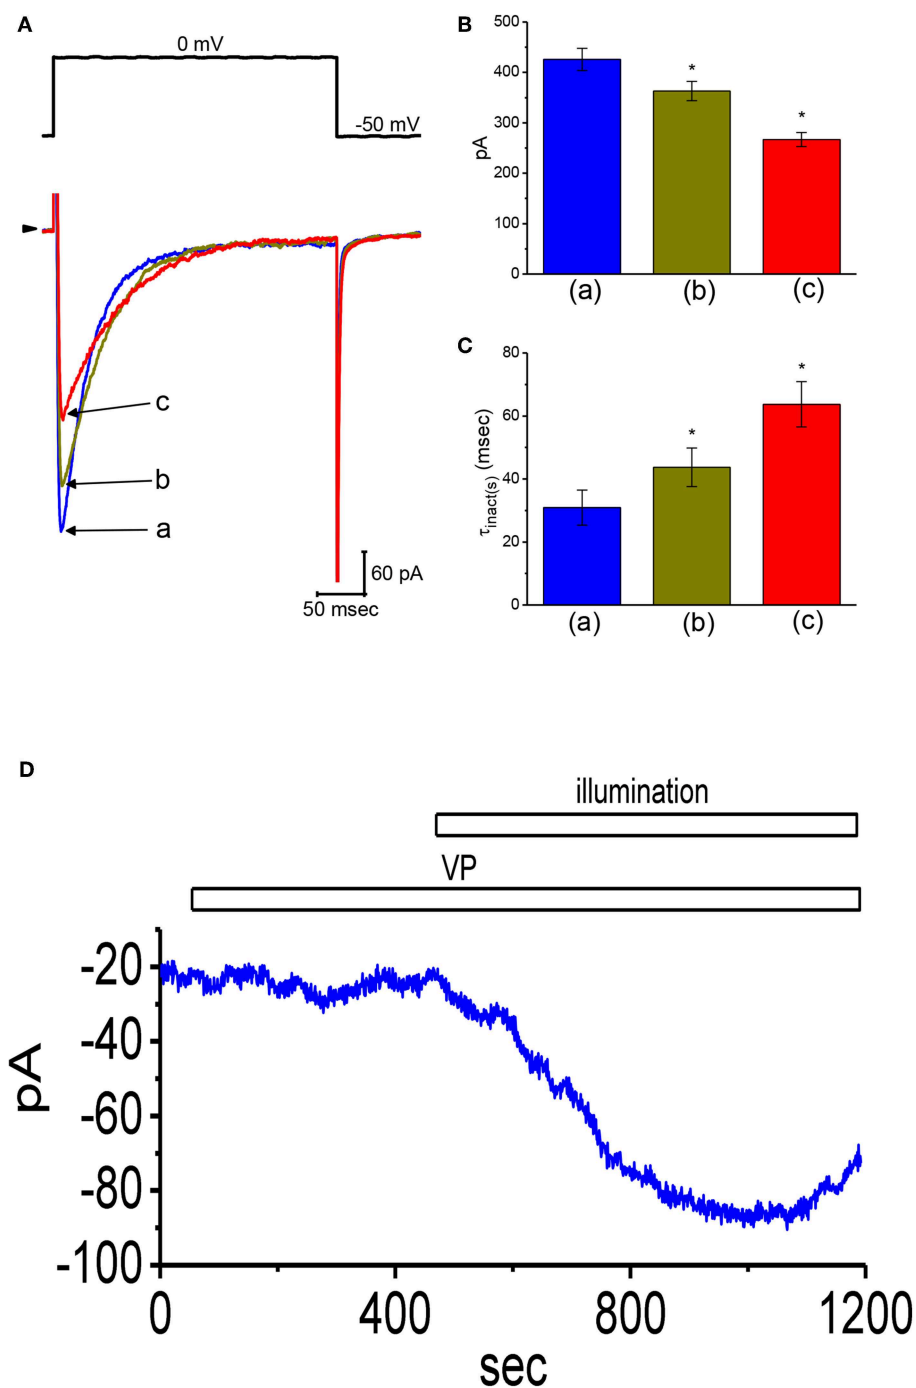 A
0 mV
-50 mV
c
b
a
60 pA
50 msec
B
500
400
300
200
100
0
pA
*
*
(a)
(b)
(c)
C
80
60
40
20
0
τinact(s) (msec)
*
*
(a)
(b)
(c)
D
illumination
VP
-20
-40
-60
-80
-100
pA
0
400
800
1200
sec